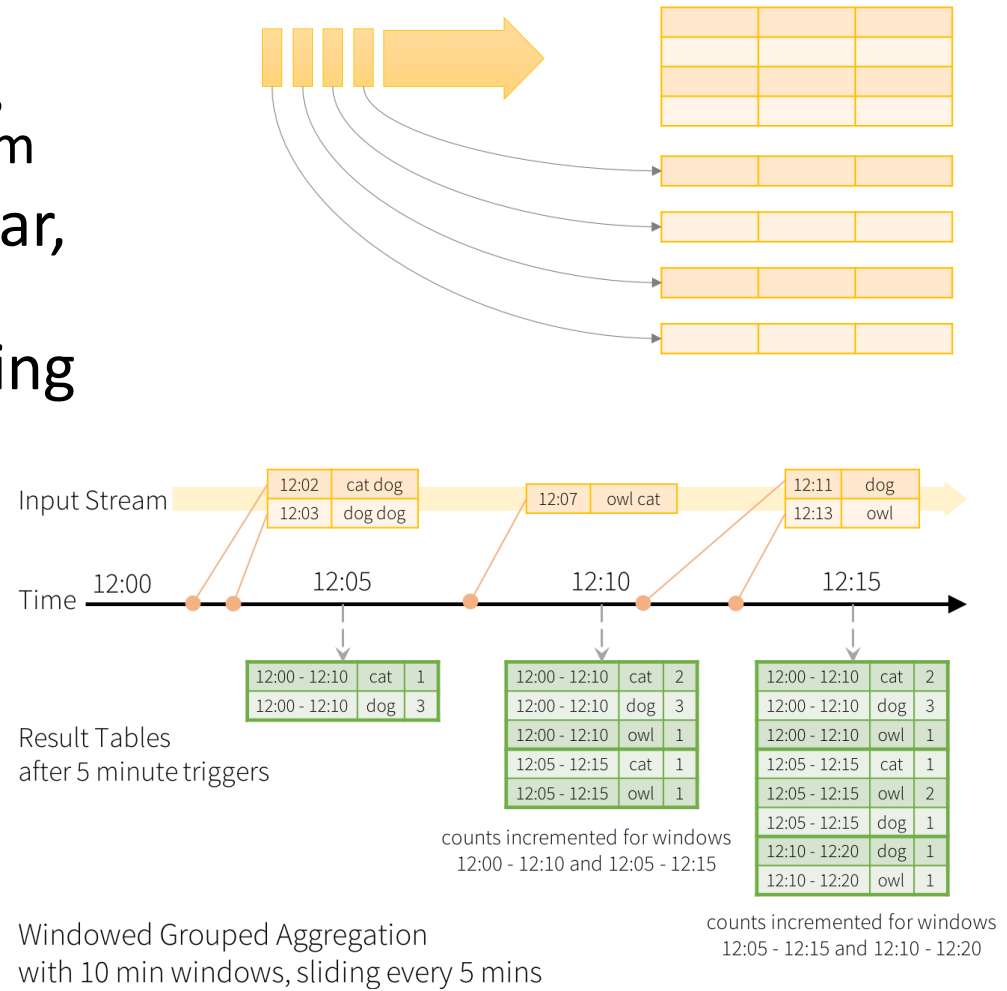 m
ar,
ing
Input Stream
12:02 cat dog
12:03 dog dog
12:07 owl cat
12:11 dog
12:13 owl
Time
12:00
12:05
12:10
12:15
12:00 - 12:10 cat 1
12:00 - 12:10 dog 3
12:00 - 12:10 cat 2
12:00 - 12:10 dog 3
12:00 - 12:10 owl 1
12:05 - 12:15 cat 1
12:05 - 12:15 owl 1
12:00 - 12:10 cat 2
12:00 - 12:10 dog 3
12:00 - 12:10 owl 1
12:05 - 12:15 cat 1
12:05 - 12:15 owl 2
12:05 - 12:15 dog 1
12:10 - 12:20 dog 1
12:10 - 12:20 owl 1
Result Tables
after 5 minute triggers
counts incremented for windows
12:00 - 12:10 and 12:05 - 12:15
counts incremented for windows
12:05 - 12:15 and 12:10 - 12:20
Windowed Grouped Aggregation
with 10 min windows, sliding every 5 mins